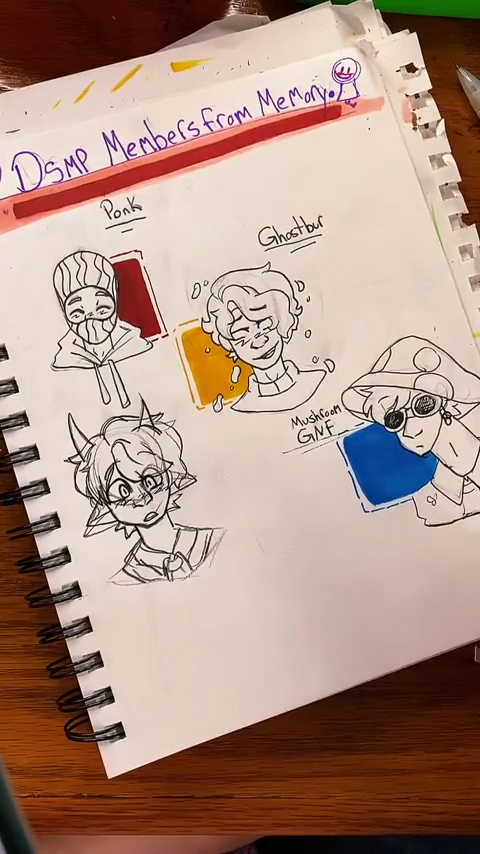 DSMP Members from Memory.
Ponk
Ghostbur
Mushroom
GNF